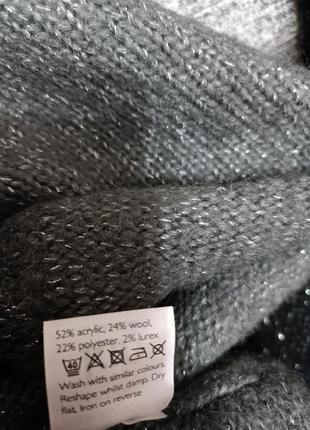 52% acrylic, 24% wool,
22% polyester, 2% lurex
40
Wash with similar colours.
Reshape whilst damp. Dry
flat, Iron on reverse